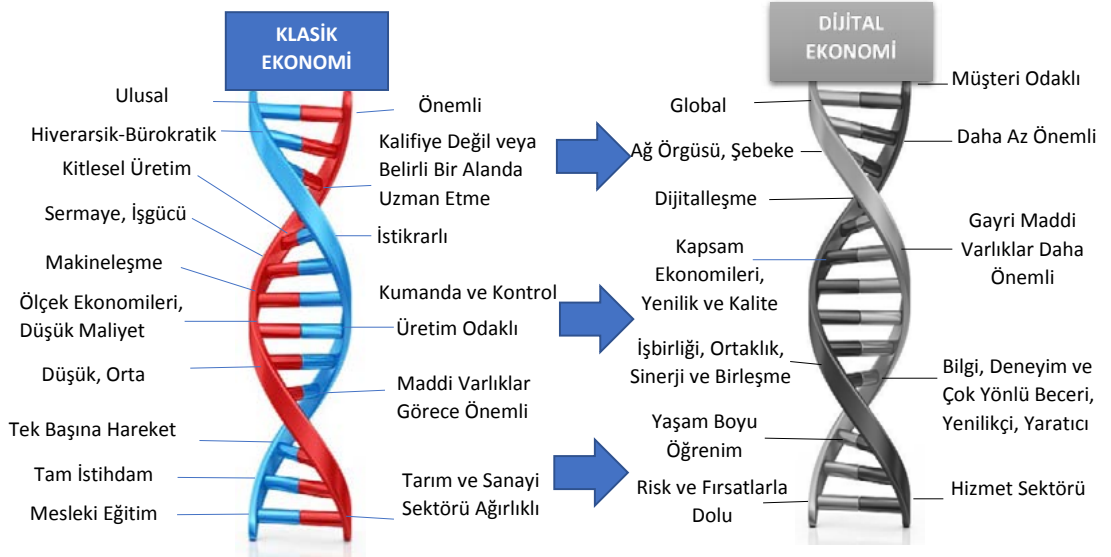 KLASİK
EKONOMİ
Ulusal
Hiverarsik-Bürokratik
Kitlesel Üretim
Sermaye, İşgücü
Makineleşme
Ölçek Ekonomileri,
Düşük Maliyet
Düşük, Orta
Tek Başına Hareket
Tam İstihdam
Mesleki Eğitim
Önemli
Kalifiye Değil veya
Belirli Bir Alanda
Uzman Etme
İstikrarlı
Kumanda ve Kontrol
Üretim Odaklı
Maddi Varlıklar
Görece Önemli
Tarım ve Sanayi
Sektörü Ağırlıklı
DİJİTAL
EKONOMİ
Global
Ağ Örgüsü, Şebeke
Dijitalleşme
Kapsam
Ekonomileri,
Yenilik ve Kalite
İşbirliği, Ortaklık,
Sinerji ve Birleşme
Yaşam Boyu
Öğrenim
Risk ve Fırsatlarla
Dolu
Müşteri Odaklı
Daha Az Önemli
Gayri Maddi
Varlıklar Daha
Önemli
Bilgi, Deneyim ve
Çok Yönlü Beceri,
Yenilikçi, Yaratıcı
Hizmet Sektörü